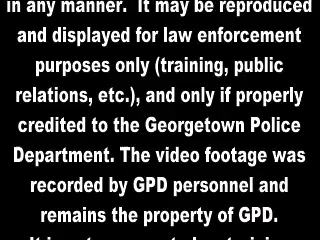 in any manner.  It may be reproduced
and displayed for law enforcement
purposes only (training, public
relations, etc.), and only if properly
credited to the Georgetown Police
Department. The video footage was
recorded by GPD personnel and
remains the property of GPD.